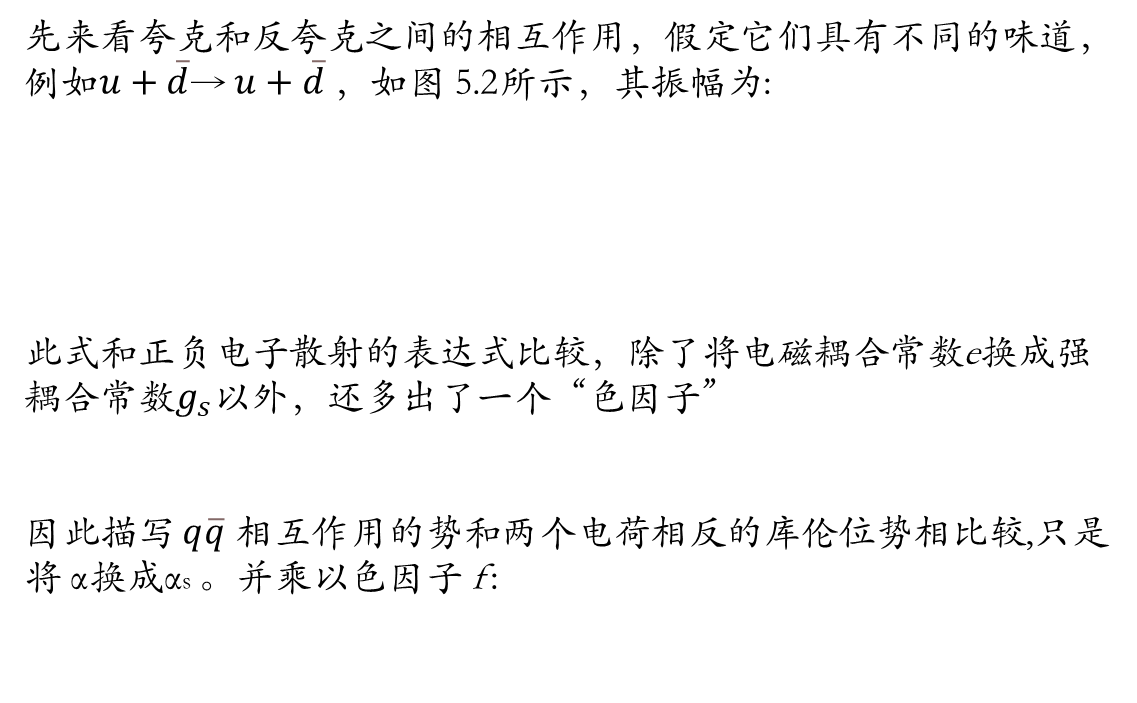 先来看夸克和反夸克之间的相互作用，假定它们具有不同的味道，
例如u + d̅→ u + d̅ ，如图 5.2所示，其振幅为:
此式和正负电子散射的表达式比较，除了将电磁耦合常数e换成强
耦合常数gₛ以外，还多出了一个“色因子”
因此描写 qq̅ 相互作用的势和两个电荷相反的库伦位势相比较,只是
将 α换成αₛ 。并乘以色因子 f: